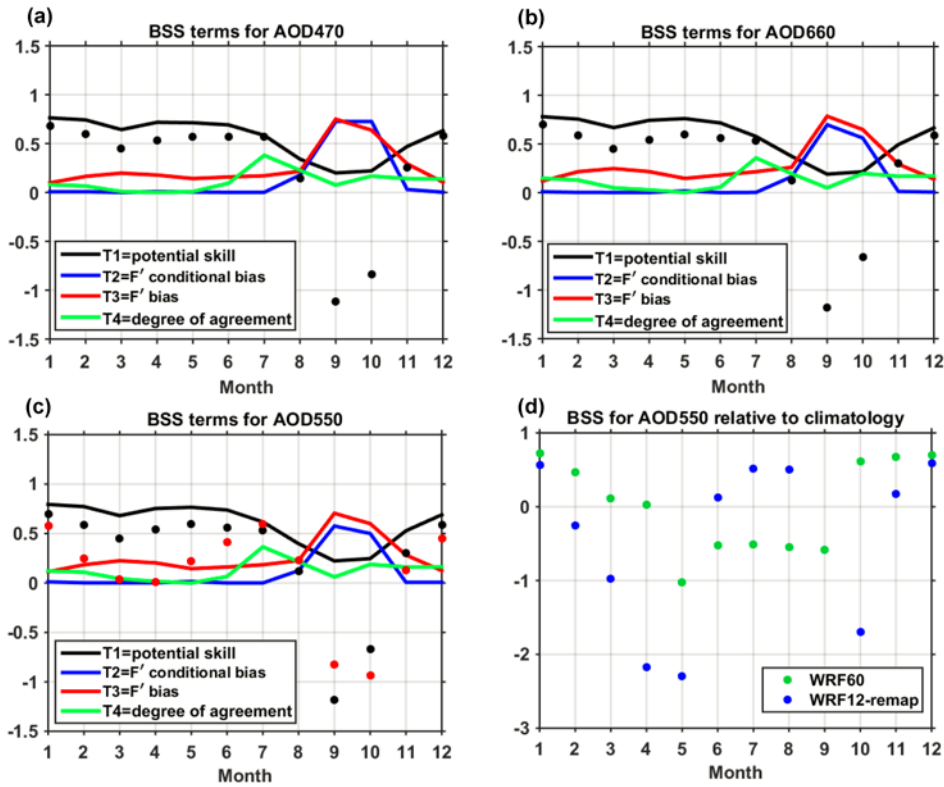 (a)
BSS terms for AOD470
1.5
1
0.5
0
-0.5
-1
-1.5
T1=potential skill
T2=F′ conditional bias
T3=F′ bias
T4=degree of agreement
1 2 3 4 5 6 7 8 9 10 11 12
Month
(b)
BSS terms for AOD660
1.5
1
0.5
0
-0.5
-1
-1.5
T1=potential skill
T2=F′ conditional bias
T3=F′ bias
T4=degree of agreement
1 2 3 4 5 6 7 8 9 10 11 12
Month
(c)
BSS terms for AOD550
1.5
1
0.5
0
-0.5
-1
-1.5
T1=potential skill
T2=F′ conditional bias
T3=F′ bias
T4=degree of agreement
1 2 3 4 5 6 7 8 9 10 11 12
Month
(d)
BSS for AOD550 relative to climatology
1
0
-1
-2
-3
WRF60
WRF12-remap
1 2 3 4 5 6 7 8 9 10 11 12
Month